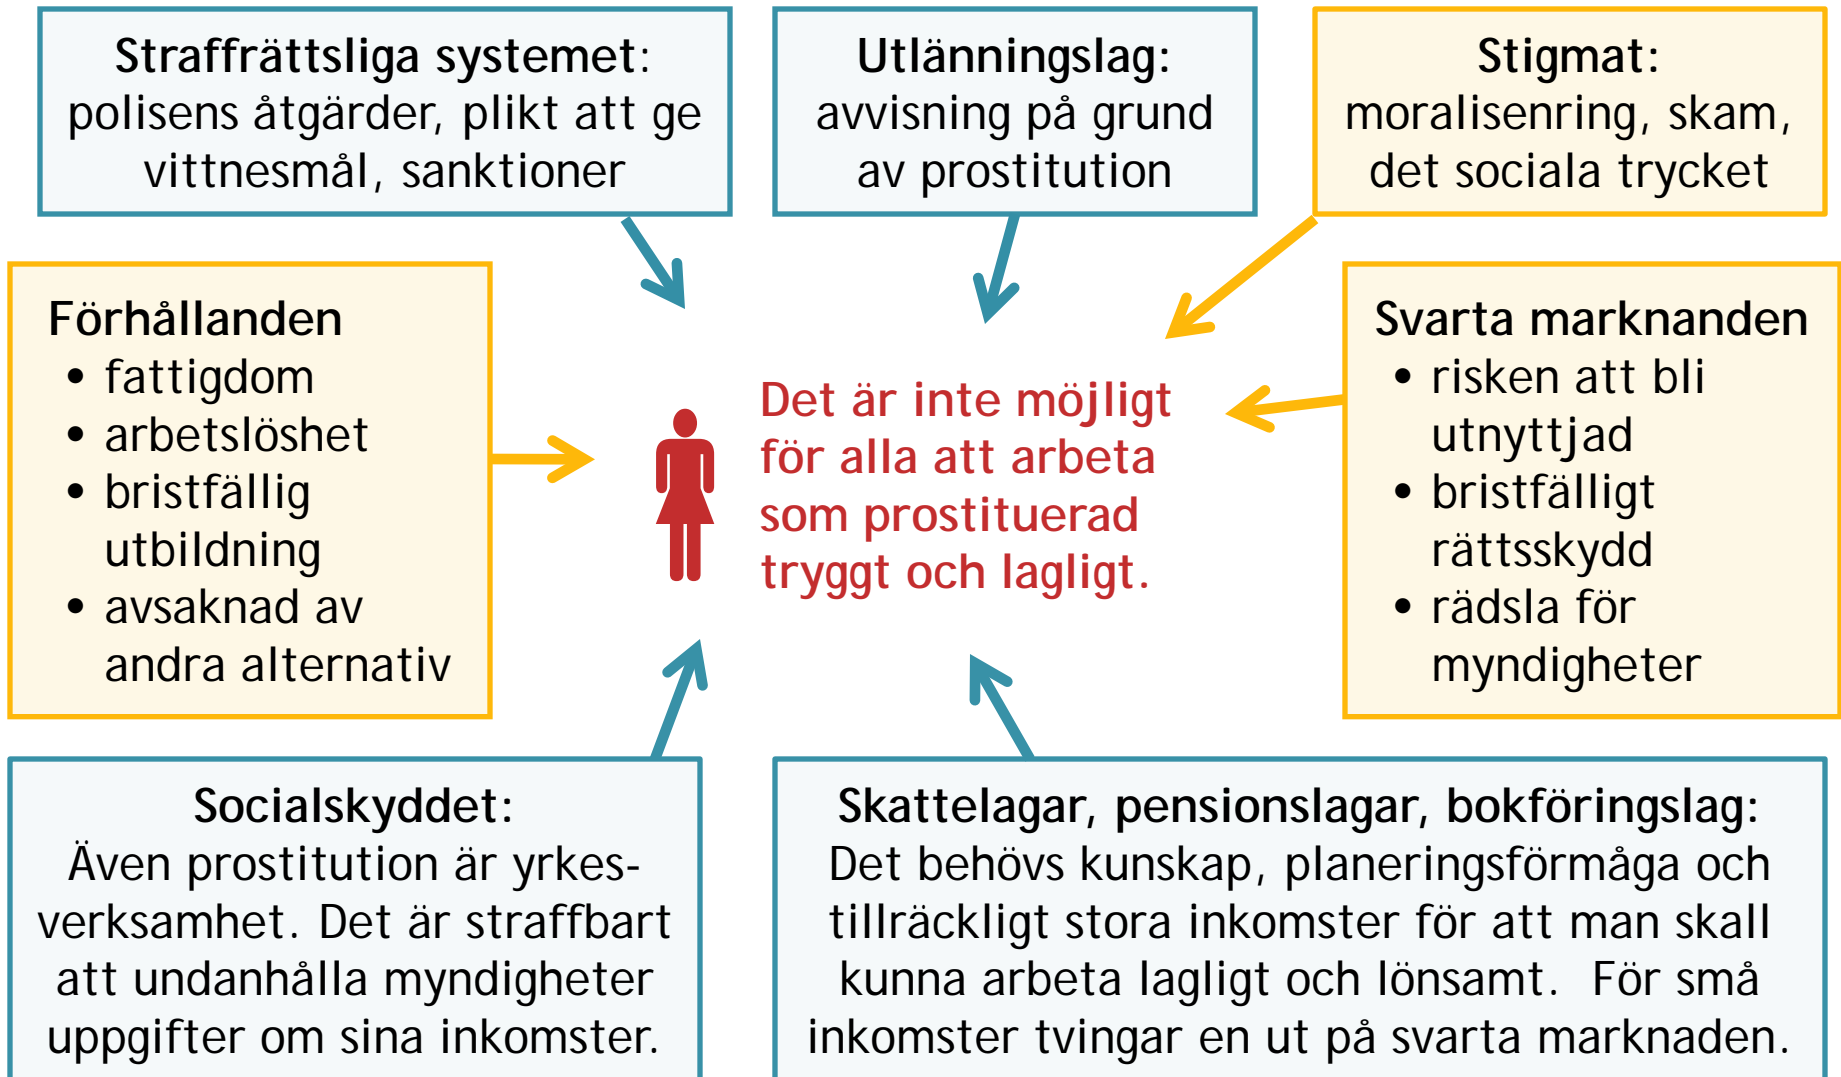 Straffrättsliga systemet:
polisens åtgärder, plikt att ge
vittnesmål, sanktioner
Utlänningslag:
avvisning på grund
av prostitution
Stigmat:
moralisenring, skam,
det sociala trycket
Förhållanden
• fattigdom
• arbetslöshet
• bristfällig
utbildning
• avsaknad av
andra alternativ
Det är inte möjligt
för alla att arbeta
som prostituerad
tryggt och lagligt.
Svarta marknanden
• risken att bli
utnyttjad
• bristfälligt
rättsskydd
• rädsla för
myndigheter
Socialskyddet:
Även prostitution är yrkes-
verksamhet. Det är straffbart
att undanhålla myndigheter
uppgifter om sina inkomster.
Skattelagar, pensionslagar, bokföringslag:
Det behövs kunskap, planeringsförmåga och
tillräckligt stora inkomster för att man skall
kunna arbeta lagligt och lönsamt.  För små
inkomster tvingar en ut på svarta marknaden.